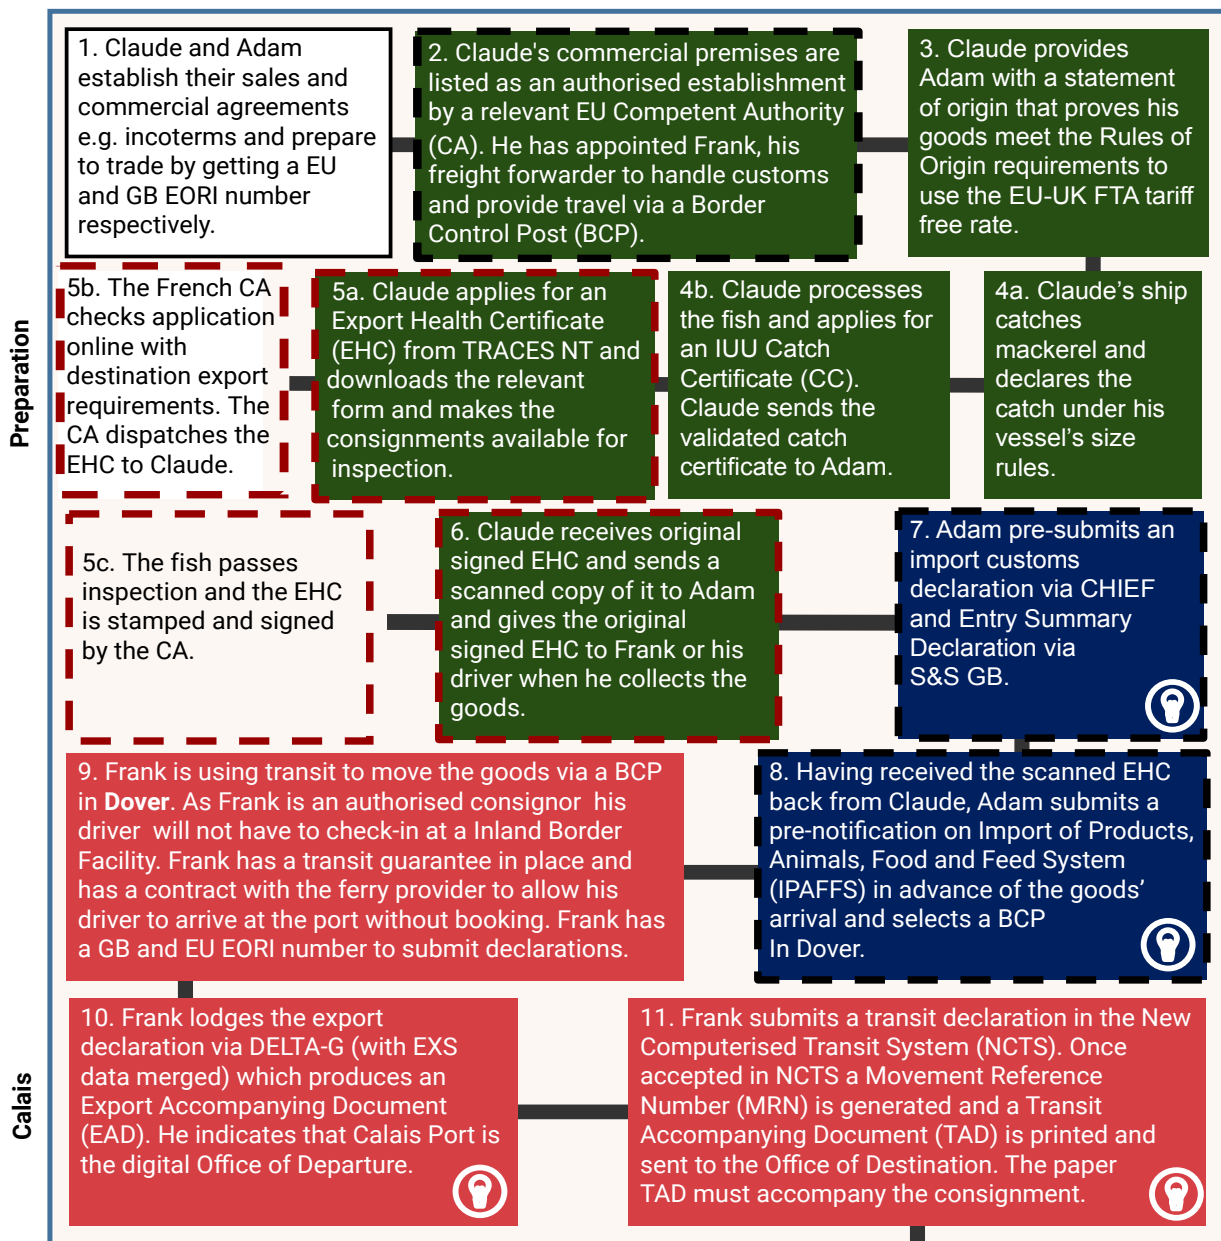 1. Claude and Adam
establish their sales and
commercial agreements
e.g. incoterms and prepare
to trade by getting a EU
and GB EORI number
respectively.
2. Claude's commercial premises are
listed as an authorised establishment
by a relevant EU Competent Authority
(CA). He has appointed Frank, his
freight forwarder to handle customs
and provide travel via a Border
Control Post (BCP).
3. Claude provides
Adam with a statement
of origin that proves his
goods meet the Rules of
Origin requirements to
use the EU-UK FTA tariff
free rate.
Preparation
4a. Claude’s ship
catches
mackerel and
declares the
catch under his
vessel’s size
rules.
4b. Claude processes
the fish and applies for
an IUU Catch
Certificate (CC).
Claude sends the
validated catch
certificate to Adam.
5a. Claude applies for an
Export Health Certificate
(EHC) from TRACES NT and
downloads the relevant
form and makes the
consignments available for
inspection.
5b. The French CA
checks application
online with
destination export
requirements. The
CA dispatches the
EHC to Claude.
5c. The fish passes
inspection and the EHC
is stamped and signed
by the CA.
6. Claude receives original
signed EHC and sends a
scanned copy of it to Adam
and gives the original
signed EHC to Frank or his
driver when he collects the
goods.
7. Adam pre-submits an
import customs
declaration via CHIEF
and Entry Summary
Declaration via
S&S GB.
8. Having received the scanned EHC
back from Claude, Adam submits a
pre-notification on Import of Products,
Animals, Food and Feed System
(IPAFFS) in advance of the goods’
arrival and selects a BCP
In Dover.
9. Frank is using transit to move the goods via a BCP
in Dover. As Frank is an authorised consignor his
driver will not have to check-in at a Inland Border
Facility. Frank has a transit guarantee in place and
has a contract with the ferry provider to allow his
driver to arrive at the port without booking. Frank has
a GB and EU EORI number to submit declarations.
Calais
10. Frank lodges the export
declaration via DELTA-G (with EXS
data merged) which produces an
Export Accompanying Document
(EAD). He indicates that Calais Port is
the digital Office of Departure.
11. Frank submits a transit declaration in the New
Computerised Transit System (NCTS). Once
accepted in NCTS a Movement Reference
Number (MRN) is generated and a Transit
Accompanying Document (TAD) is printed and
sent to the Office of Destination. The paper
TAD must accompany the consignment.